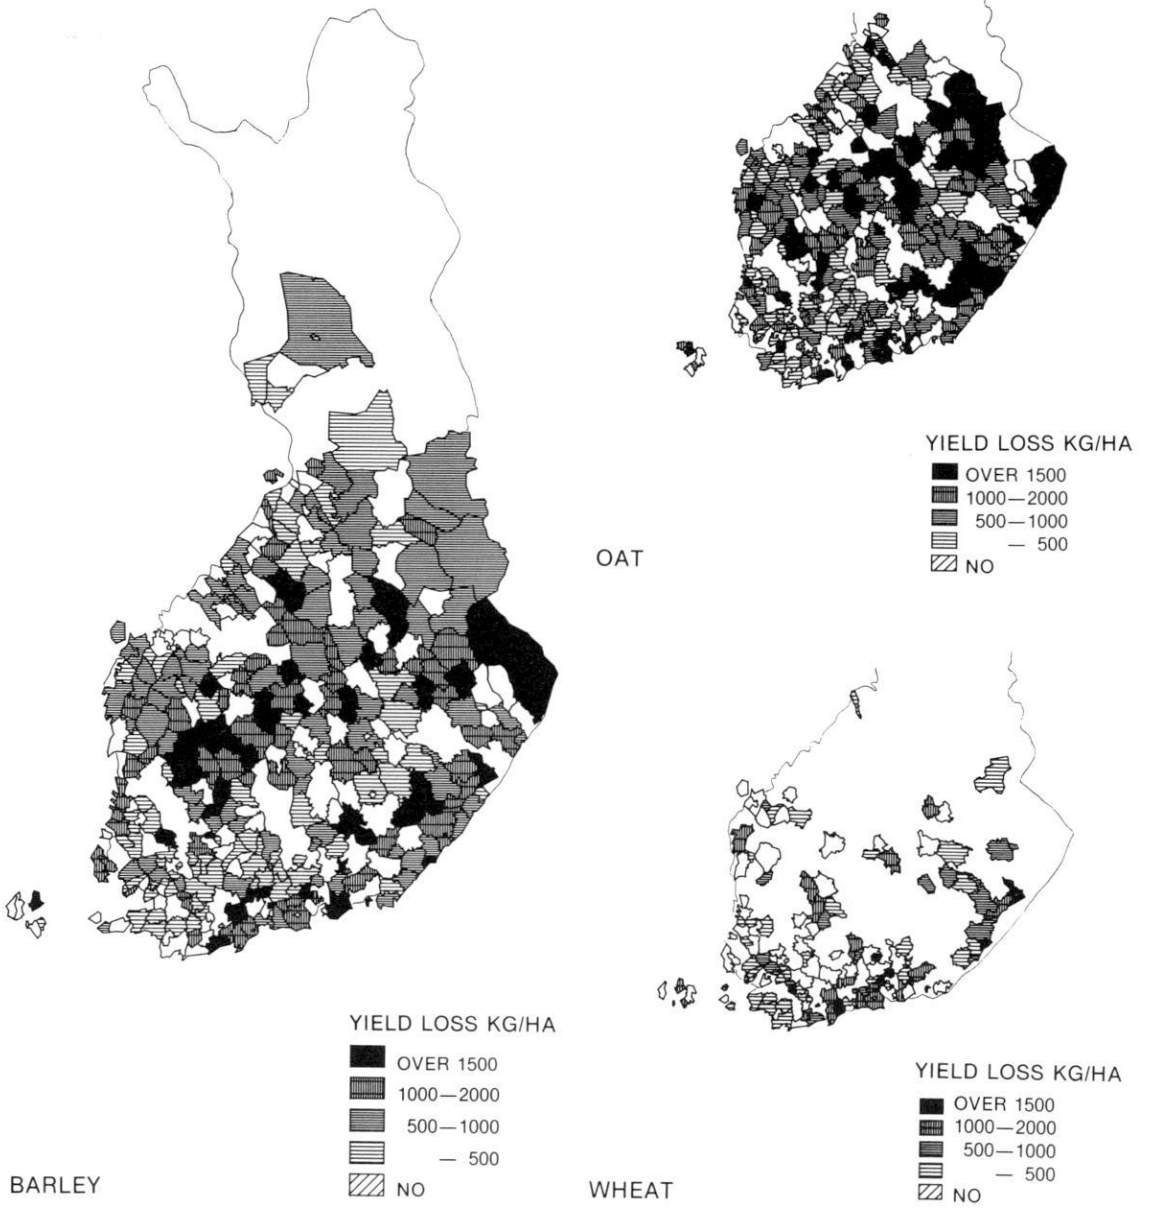 YIELD LOSS KG/HA
OVER 1500
1000—2000
500—1000
— 500
NO
OAT
YIELD LOSS KG/HA
OVER 1500
1000—2000
500—1000
— 500
NO
BARLEY
YIELD LOSS KG/HA
OVER 1500
1000—2000
500—1000
— 500
NO
WHEAT